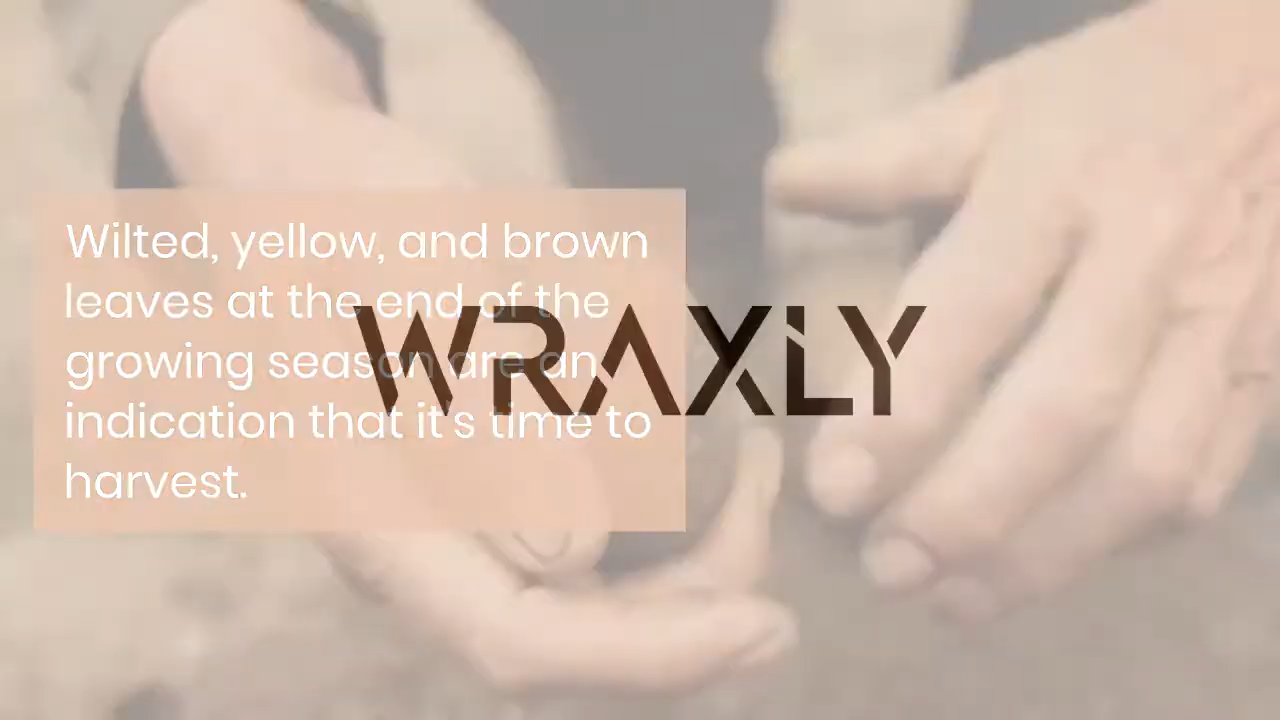 Wilted, yellow, and brown
leaves at the end of the
growing season are an
indication that it's time to
harvest.
WRAXLY